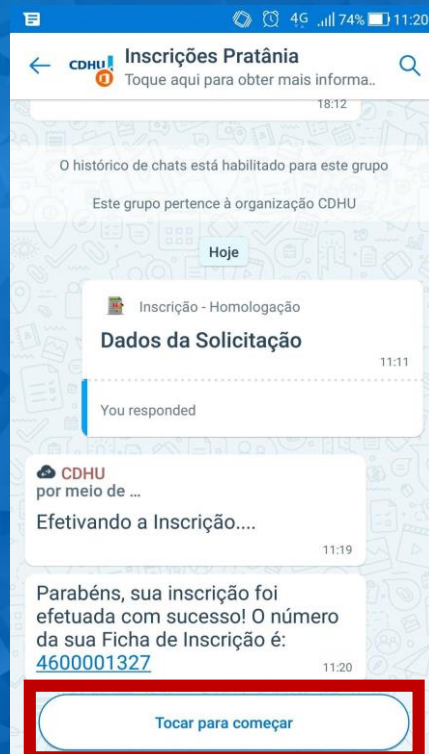 4G 74% 11:20
CDHU Inscrições Pratânia
Toque aqui para obter mais informa..
18:12
O histórico de chats está habilitado para este grupo
Este grupo pertence à organização CDHU
Hoje
Inscrição - Homologação
Dados da Solicitação
11:11
You responded
CDHU
por meio de ...
Efetivando a Inscrição....
11:19
Parabéns, sua inscrição foi
efetuada com sucesso! O número
da sua Ficha de Inscrição é:
4600001327
11:20
Tocar para começar